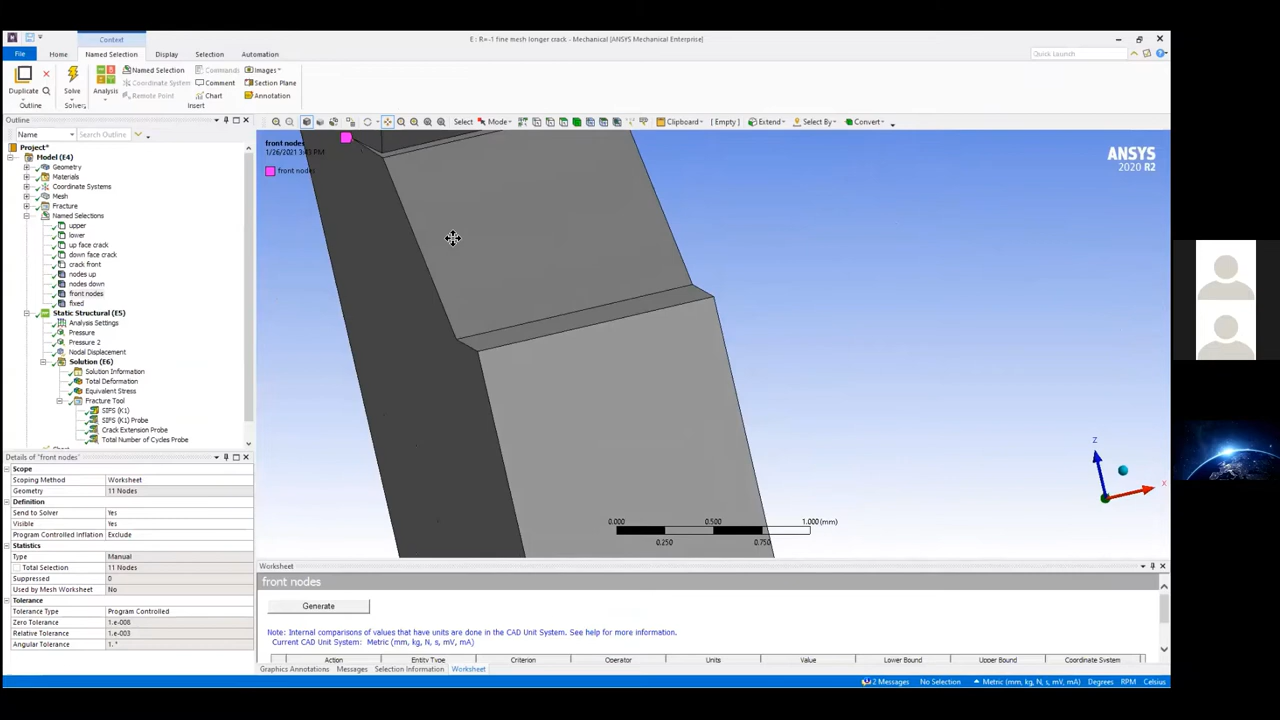 Context
E : R=-1 fine mesh longer crack - Mechanical [ANSYS Mechanical Enterprise]
File Home Named Selection Display Selection Automation
Quick Launch
Duplicate
Outline
Solve
Solvers
Analysis
Named Selection
Coordinate System
Remote Point
Commands
Comment
Chart
Insert
Images
Section Plane
Annotation
Outline
Name Search Outline
Select Mode Clipboard [ Empty ] Extend Select By Convert
Project*
Model (E4)
Geometry
Materials
Coordinate Systems
Mesh
Fracture
Named Selections
upper
lower
up face crack
down face crack
crack front
nodes up
nodes down
front nodes
fixed
Static Structural (E5)
Analysis Settings
Pressure
Pressure 2
Nodal Displacement
Solution (E6)
Solution Information
Total Deformation
Equivalent Stress
Fracture Tool
SIFS (K1)
SIFS (K1) Probe
Crack Extension Probe
Total Number of Cycles Probe
Details of "front nodes"
Scope
Scoping Method Worksheet
Geometry 11 Nodes
Definition
Send to Solver Yes
Visible Yes
Program Controlled Inflation Exclude
Statistics
Type Manual
Total Selection 11 Nodes
Suppressed 0
Used by Mesh Worksheet No
Tolerance
Tolerance Type Program Controlled
Zero Tolerance 1.e-008
Relative Tolerance 1.e-003
Angular Tolerance 1. °
front nodes
front nodes
ANSYS
2020 R2
Z
X
0.000 0.500 1.000 (mm)
0.250 0.750
Worksheet
front nodes
Generate
Note: Internal comparisons of values that have units are done in the CAD Unit System. See help for more information.
Current CAD Unit System: Metric (mm, kg, N, s, mV, mA)
Action Entity Type Criterion Operator Units Value Lower Bound Upper Bound Coordinate System
Graphics Annotations Messages Selection Information Worksheet
2 Messages No Selection Metric (mm, kg, N, s, mV, mA) Degrees RPM Celsius